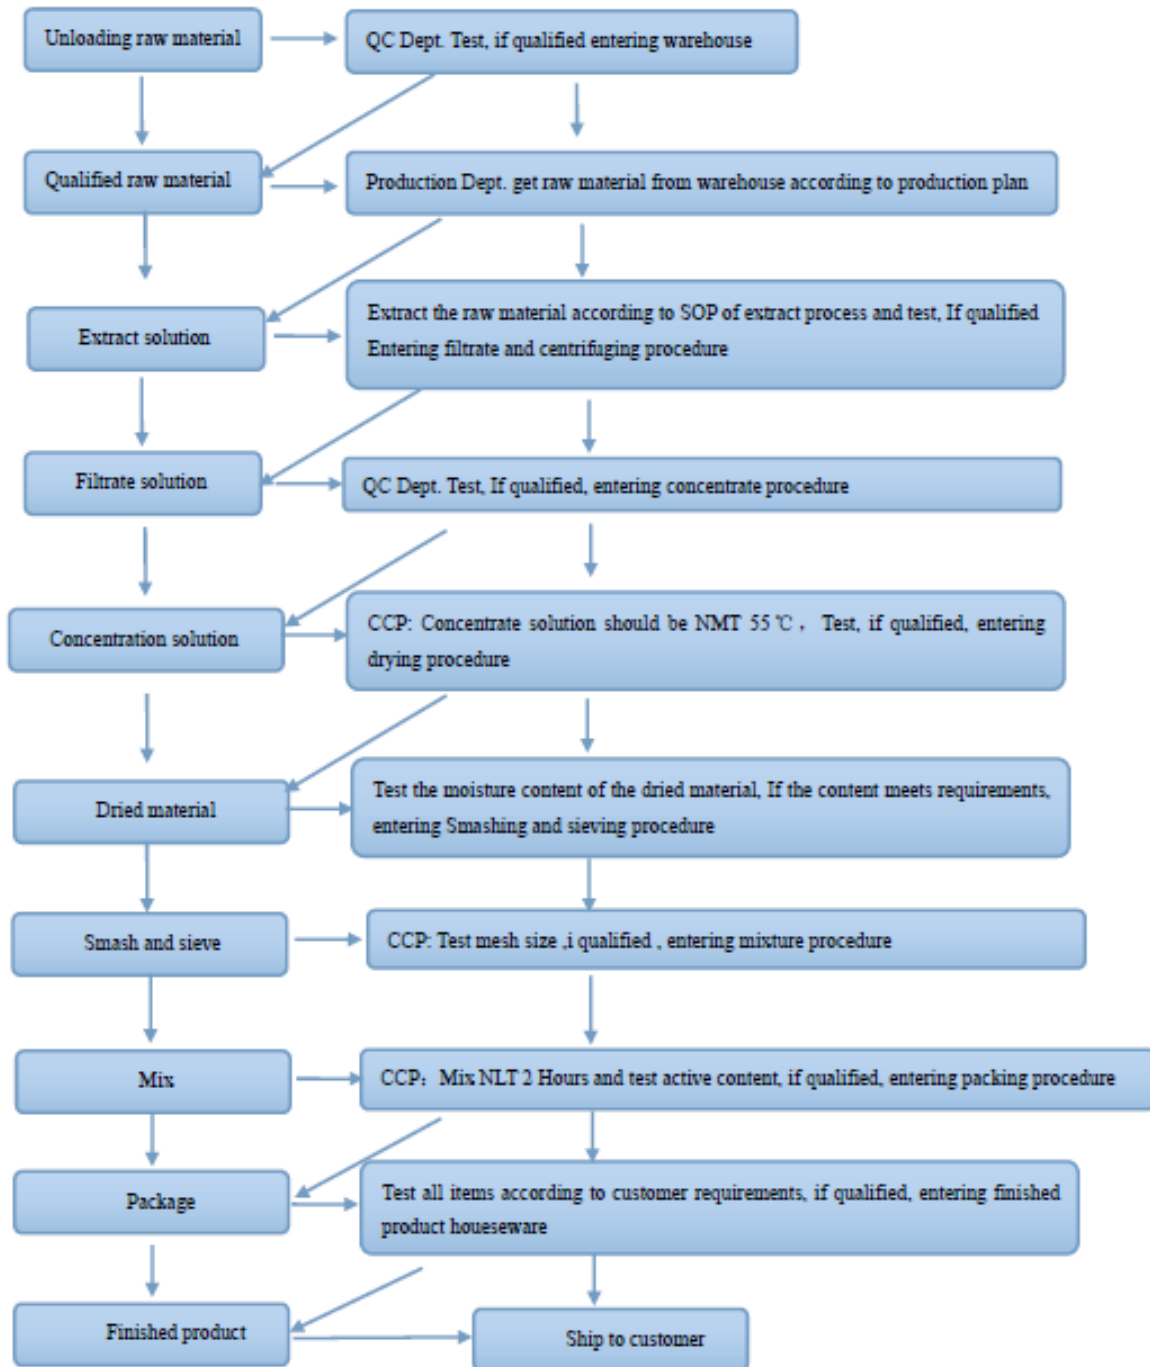 Unloading raw material
QC Dept. Test, if qualified entering warehouse
Qualified raw material
Production Dept. get raw material from warehouse according to production plan
Extract solution
Extract the raw material according to SOP of extract process and test, If qualified
Entering filtrate and centrifuging procedure
Filtrate solution
QC Dept. Test, If qualified, entering concentrate procedure
Concentration solution
CCP: Concentrate solution should be NMT 55℃， Test, if qualified, entering
drying procedure
Dried material
Test the moisture content of the dried material, If the content meets requirements,
entering Smashing and sieving procedure
Smash and sieve
CCP: Test mesh size ,i qualified , entering mixture procedure
Mix
CCP：Mix NLT 2 Hours and test active content, if qualified, entering packing procedure
Package
Test all items according to customer requirements, if qualified, entering finished
product houeseware
Finished product
Ship to customer